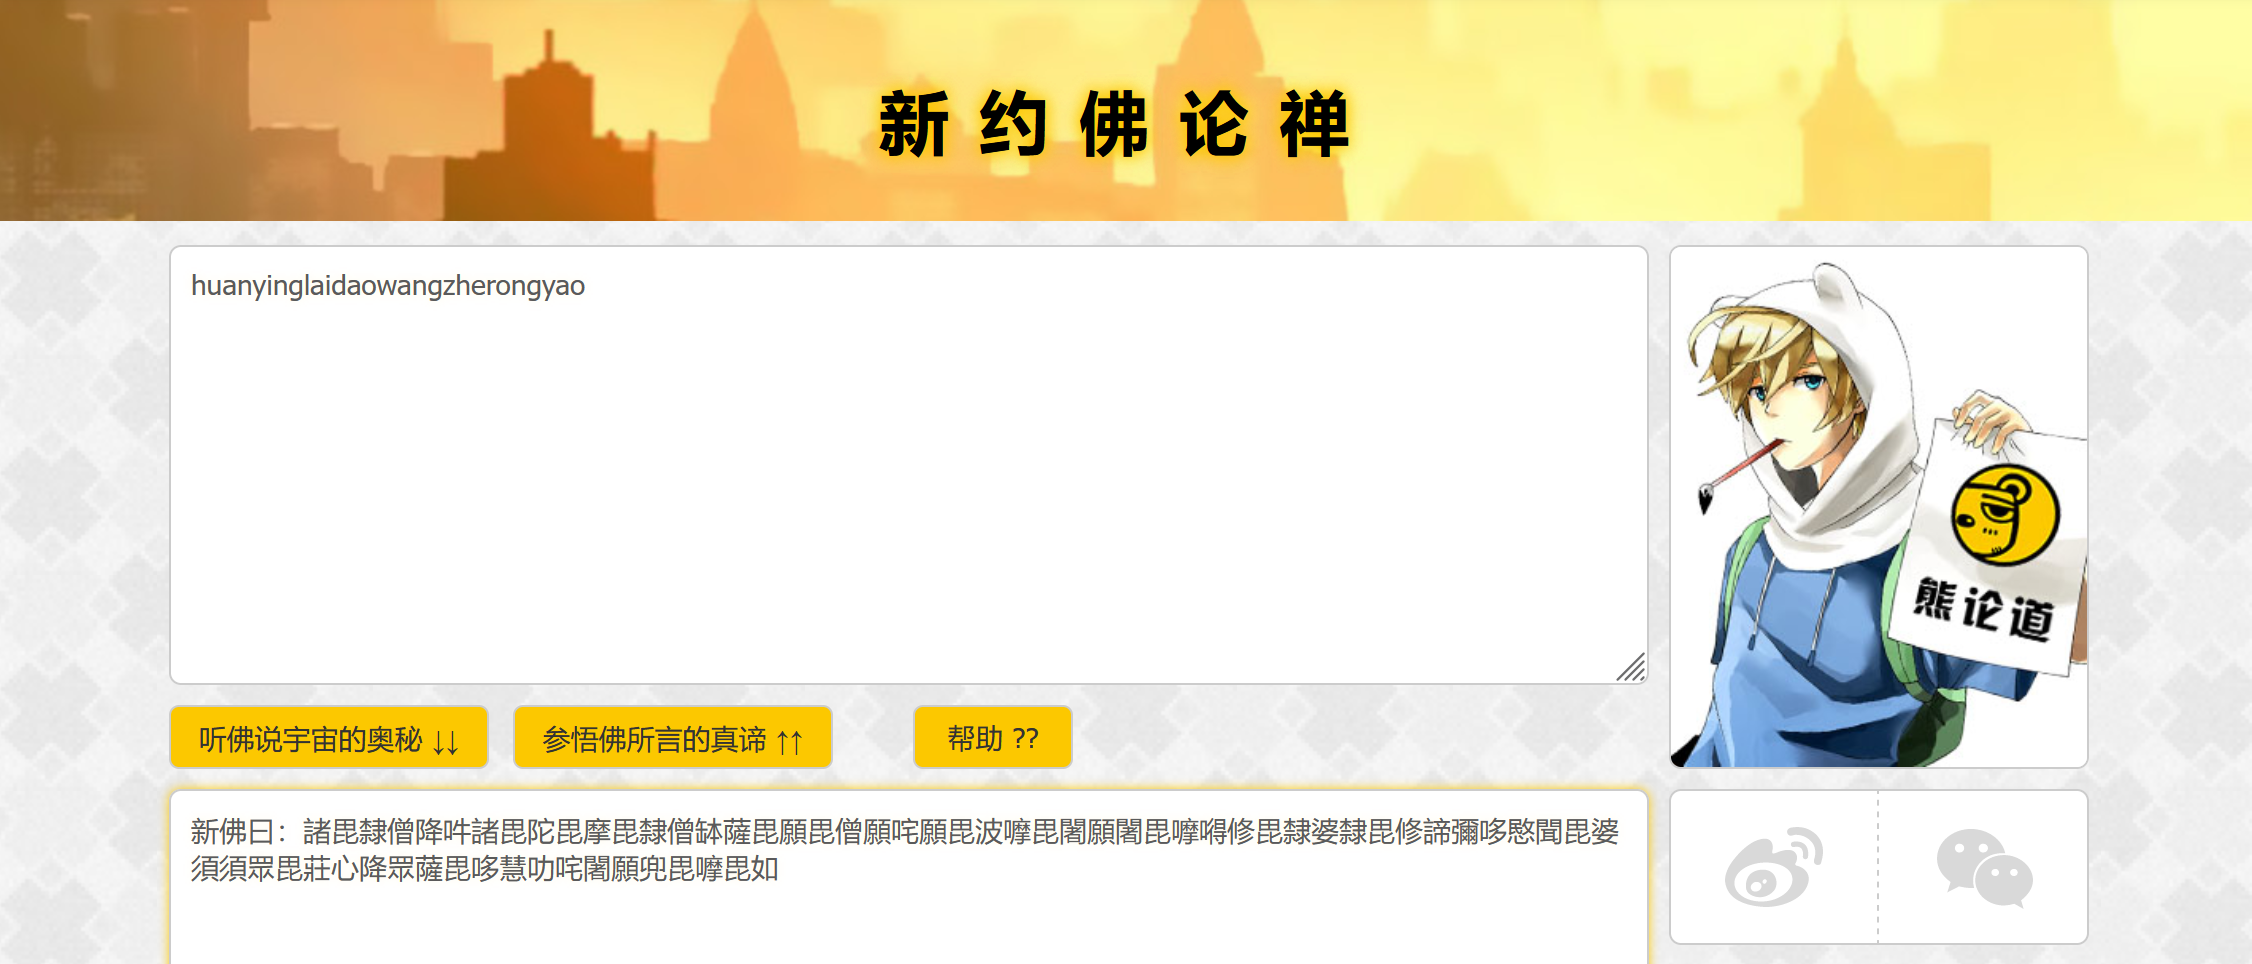 新约佛论禅
huanyinglaidaowangzherongyao
熊论道
听佛说宇宙的奥秘 ↓↓
参悟佛所言的真谛 ↑↑
帮助 ??
新佛曰：諸毘隸僧降吽諸毘陀毘摩毘隸僧缽薩毘願毘僧願咤願毘波嚤毘闍願闍毘嚤嘚修毘隸婆隸毘修諦彌哆愍聞毘婆
須須眾毘莊心降眾薩毘哆慧叻咤闍願兜毘嚤毘如